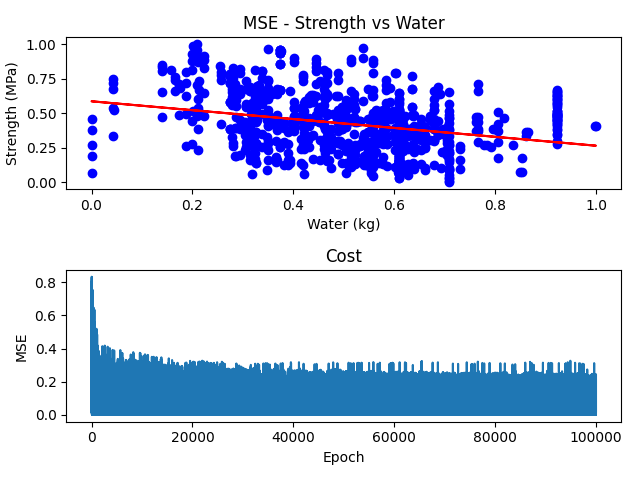 MSE - Strength vs Water
1.00
0.75
0.50
0.25
0.00
Strength (MPa)
0.0 0.2 0.4 0.6 0.8 1.0
Water (kg)
Cost
0.8
0.6
0.4
0.2
0.0
MSE
0 20000 40000 60000 80000 100000
Epoch